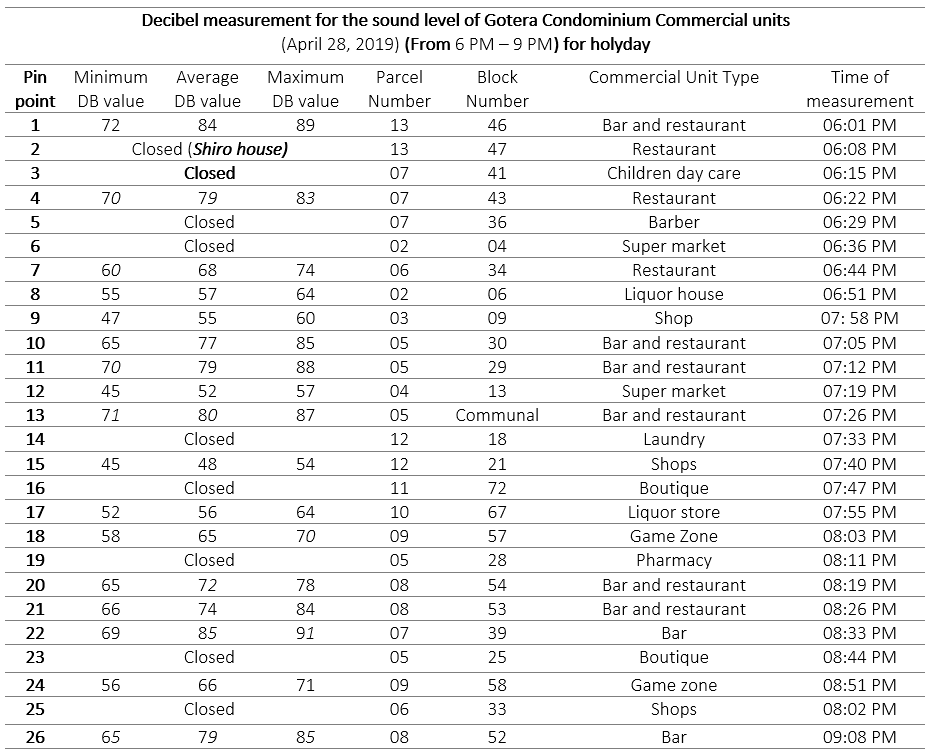 Decibel measurement for the sound level of Gotera Condominium Commercial units
(April 28, 2019) (From 6 PM – 9 PM) for holyday
Pin Minimum Average Maximum Parcel Block Commercial Unit Type Time of
point DB value DB value DB value Number Number measurement
1 72 84 89 13 46 Bar and restaurant 06:01 PM
2 Closed (Shiro house) 13 47 Restaurant 06:08 PM
3 Closed 07 41 Children day care 06:15 PM
4 70 79 83 07 43 Restaurant 06:22 PM
5 Closed 07 36 Barber 06:29 PM
6 Closed 02 04 Super market 06:36 PM
7 60 68 74 06 34 Restaurant 06:44 PM
8 55 57 64 02 06 Liquor house 06:51 PM
9 47 55 60 03 09 Shop 07: 58 PM
10 65 77 85 05 30 Bar and restaurant 07:05 PM
11 70 79 88 05 29 Bar and restaurant 07:12 PM
12 45 52 57 04 13 Super market 07:19 PM
13 71 80 87 05 Communal Bar and restaurant 07:26 PM
14 Closed 12 18 Laundry 07:33 PM
15 45 48 54 12 21 Shops 07:40 PM
16 Closed 11 72 Boutique 07:47 PM
17 52 56 64 10 67 Liquor store 07:55 PM
18 58 65 70 09 57 Game Zone 08:03 PM
19 Closed 05 28 Pharmacy 08:11 PM
20 65 72 78 08 54 Bar and restaurant 08:19 PM
21 66 74 84 08 53 Bar and restaurant 08:26 PM
22 69 85 91 07 39 Bar 08:33 PM
23 Closed 05 25 Boutique 08:44 PM
24 56 66 71 09 58 Game zone 08:51 PM
25 Closed 06 33 Shops 08:02 PM
26 65 79 85 08 52 Bar 09:08 PM